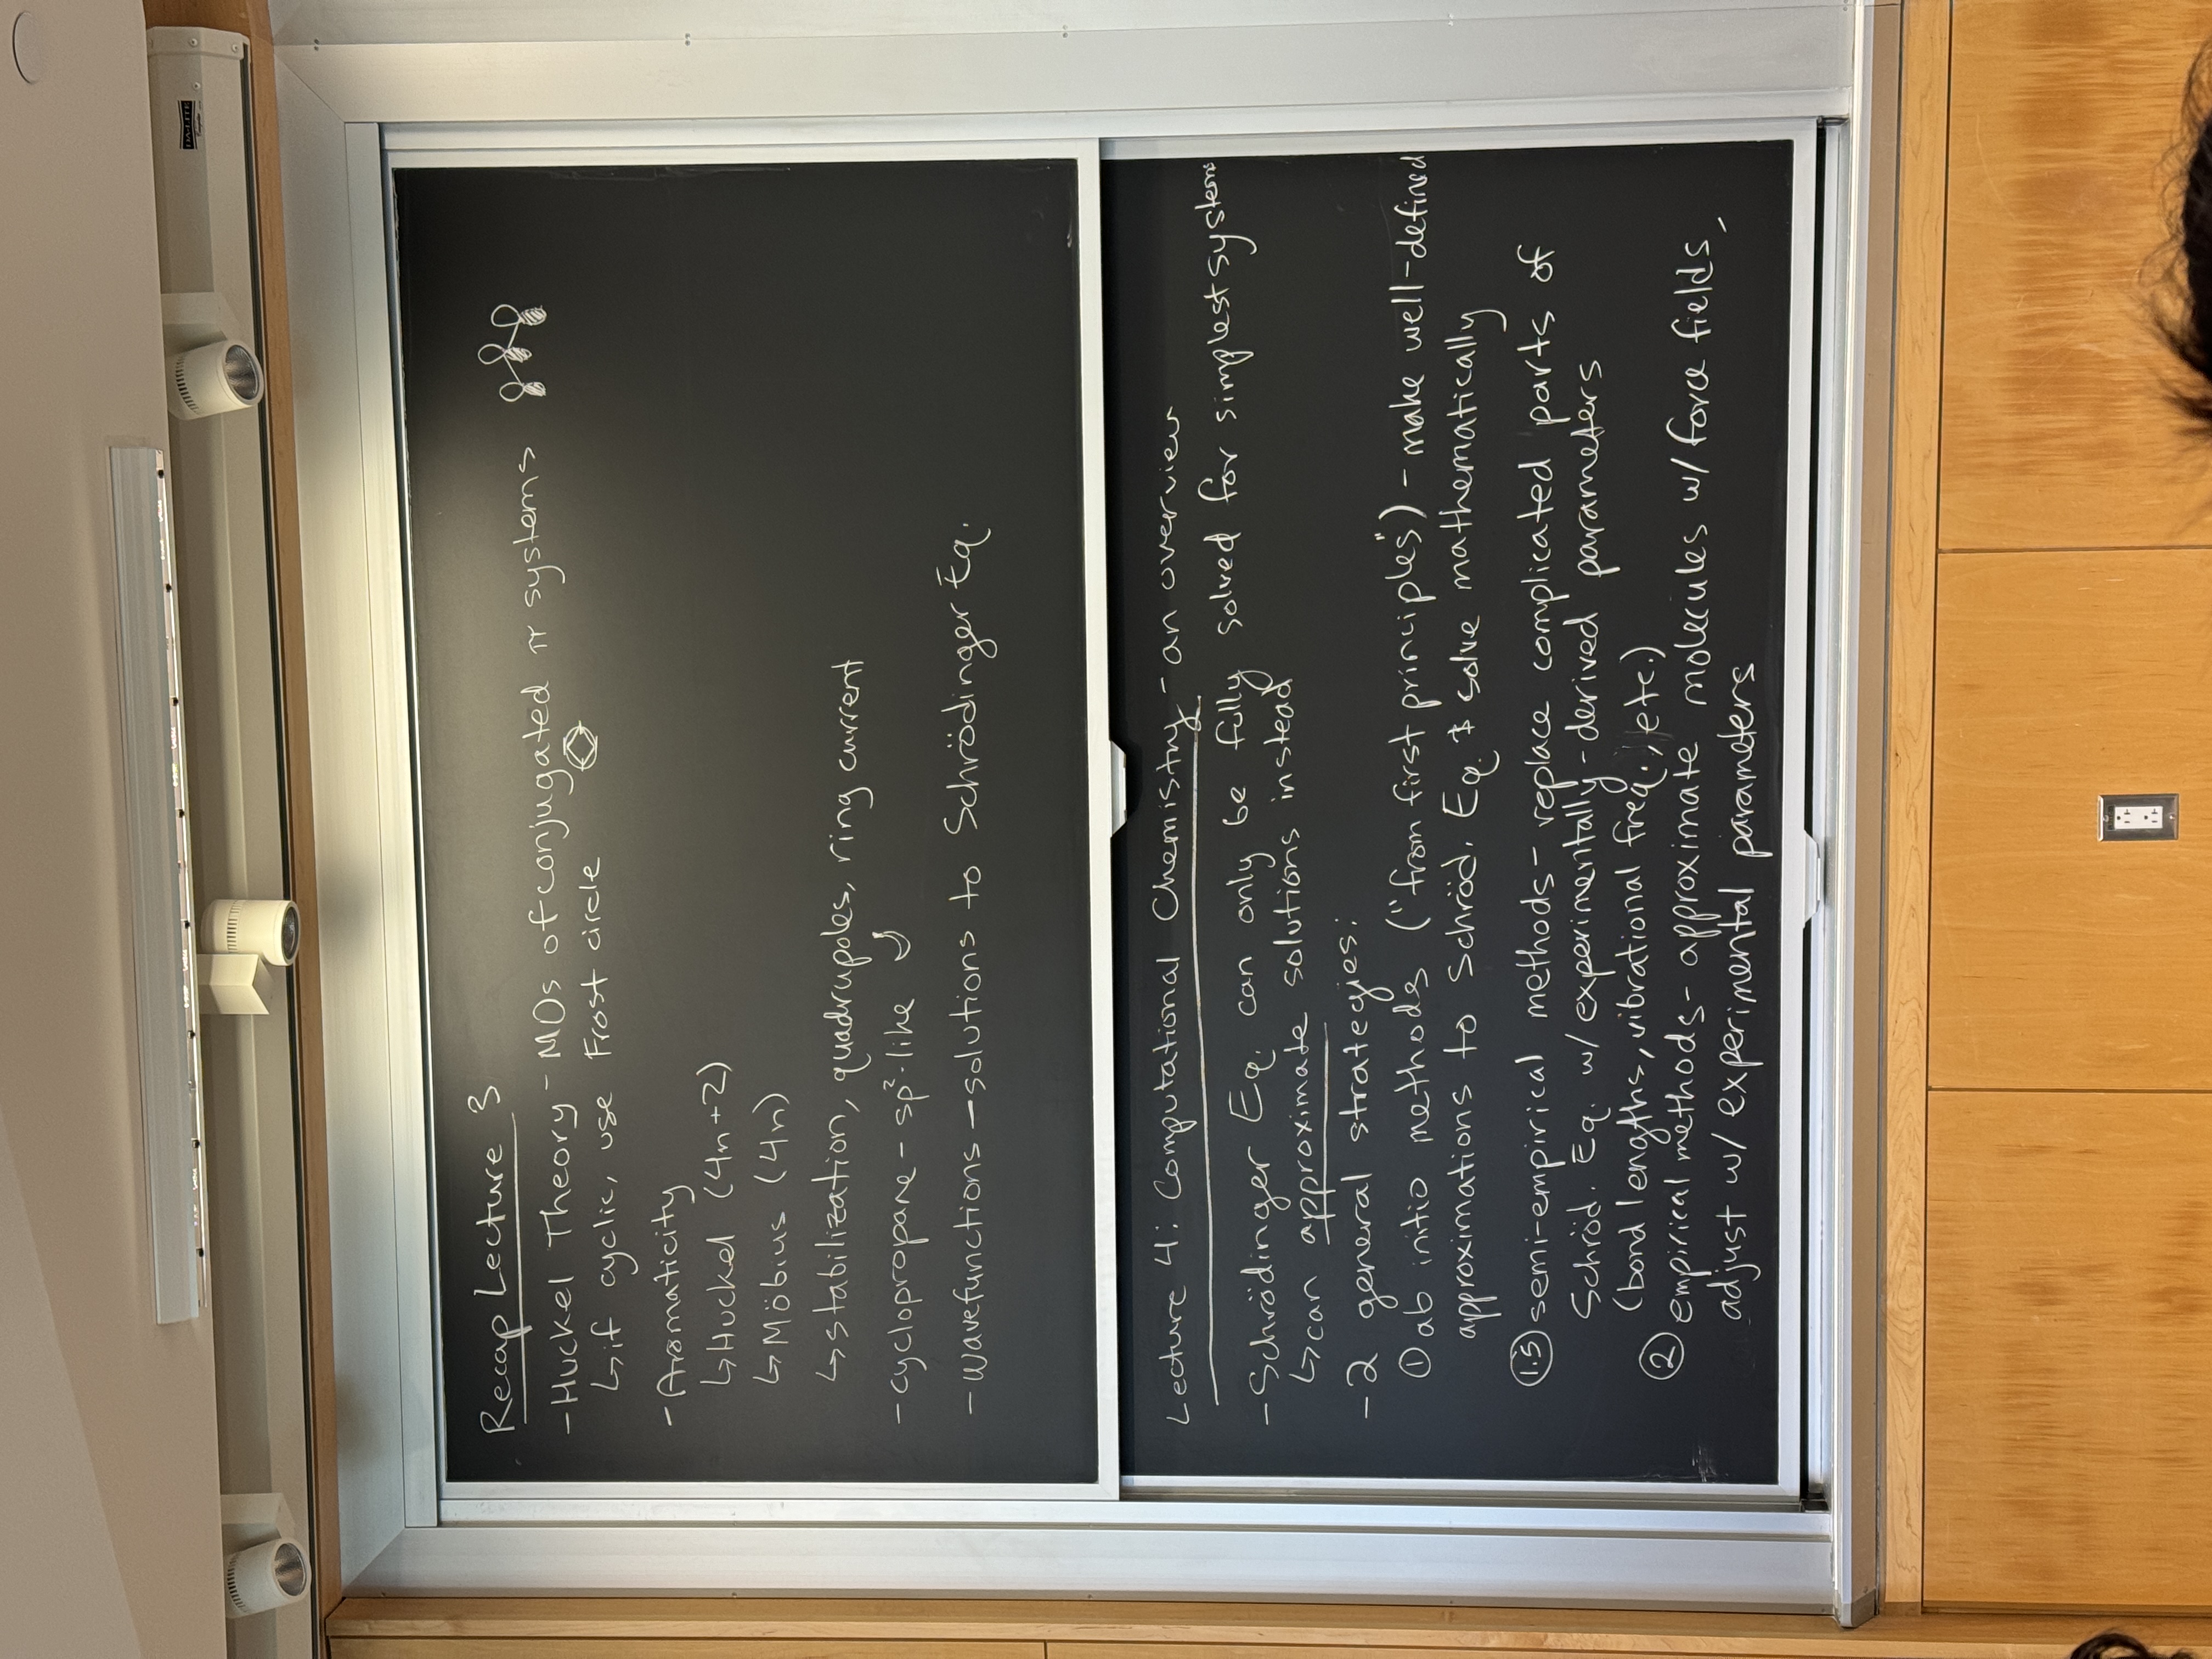 DA-LITE
Recap Lecture 3
- Huckel Theory - MOs of conjugated π systems
↳ if cyclic, use Frost circle
- Aromaticity
↳ Huckel (4n+2)
↳ Möbius (4n)
↳ stabilization, quadrupoles, ring current
- cyclopropane - sp²-like
- wavefunctions - solutions to Schrödinger Eq.
Lecture 4: Computational Chemistry - an overview
- Schrödinger Eq. can only be fully solved for simplest systems
↳ can approximate solutions instead
- 2 general strategies:
① ab initio methods ("from first principles") - make well-defined
approximations to Schröd. Eq. & solve mathematically
(1.5) semi-empirical methods - replace complicated parts of
Schröd. Eq. w/ experimentally-derived parameters
(bond lengths, vibrational freq., etc.)
② empirical methods - approximate molecules w/ force fields,
adjust w/ experimental parameters